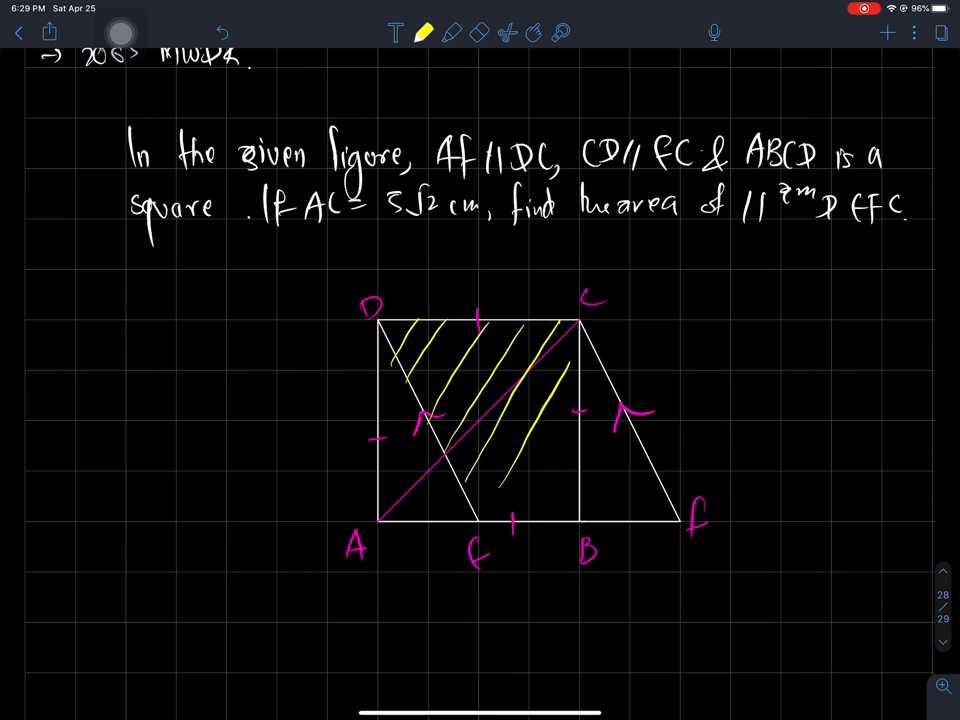 6:29 PM Sat Apr 25
96%
In the given figure, AF // DC, CD // FC & ABCD is a
square. If AC = 5√2 cm, find the area of //gm DEFC.
D
C
A
E
B
F
28
/
29